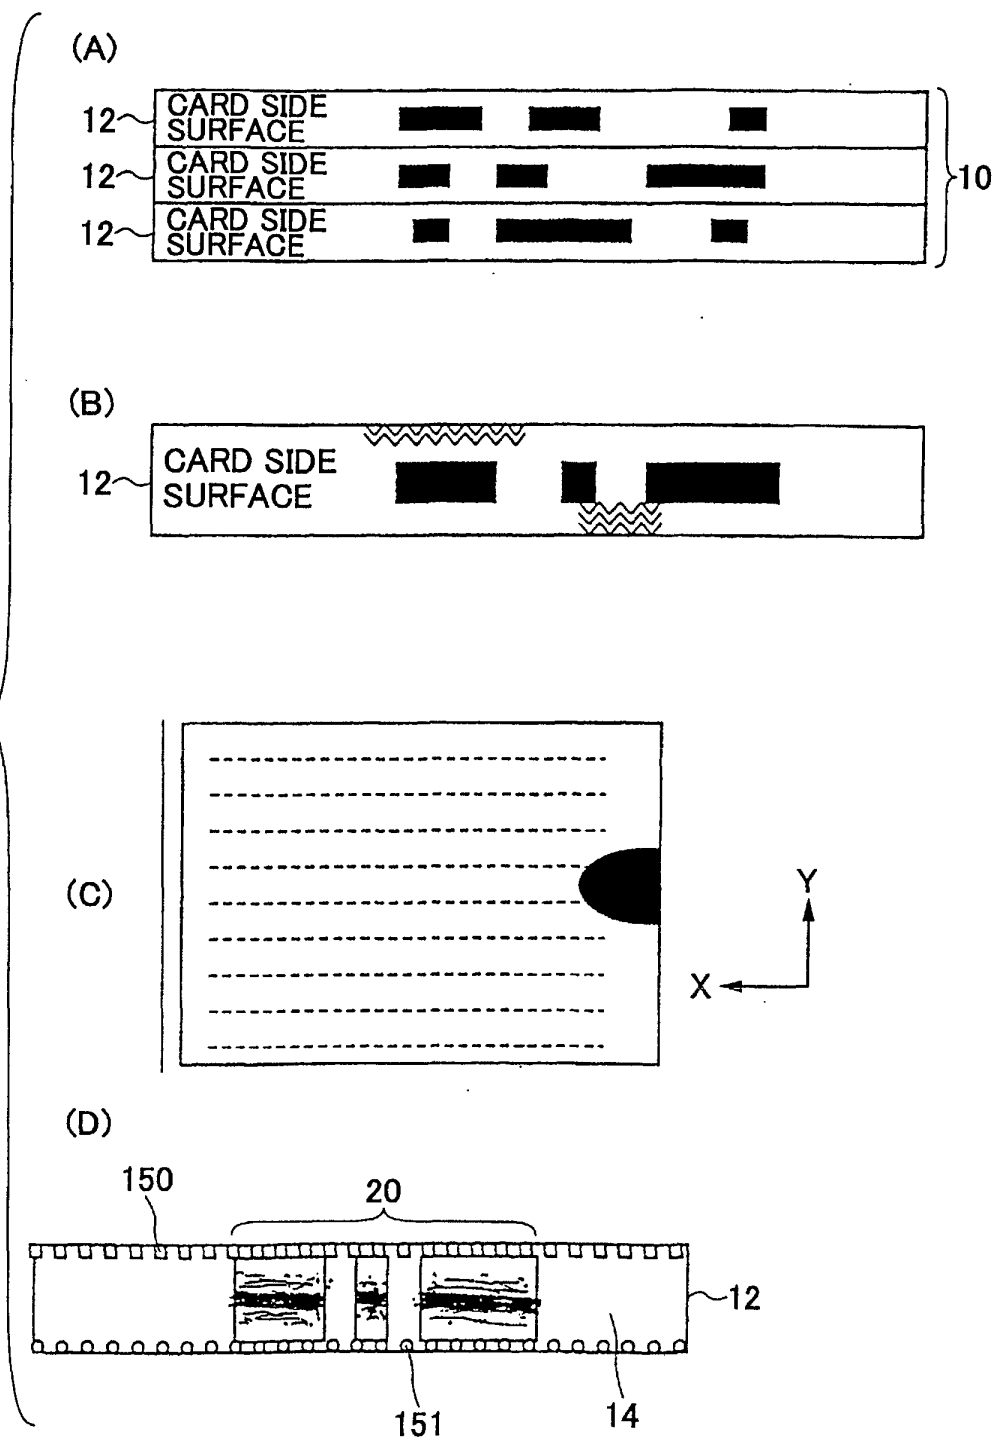 (A)
12 CARD SIDE
SURFACE
12 CARD SIDE
SURFACE
12 CARD SIDE
SURFACE
10
(B)
12 CARD SIDE
SURFACE
(C)
Y
X
(D)
150
20
12
151
14